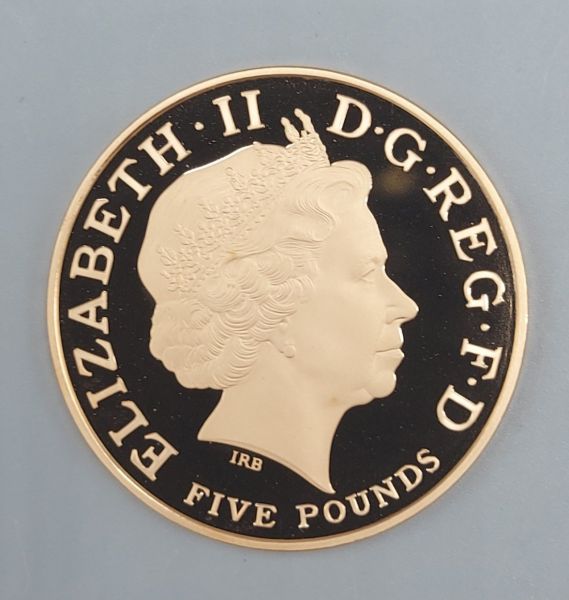 ELIZABETH·II D·G·REG·F·D
IRB
FIVE POUNDS